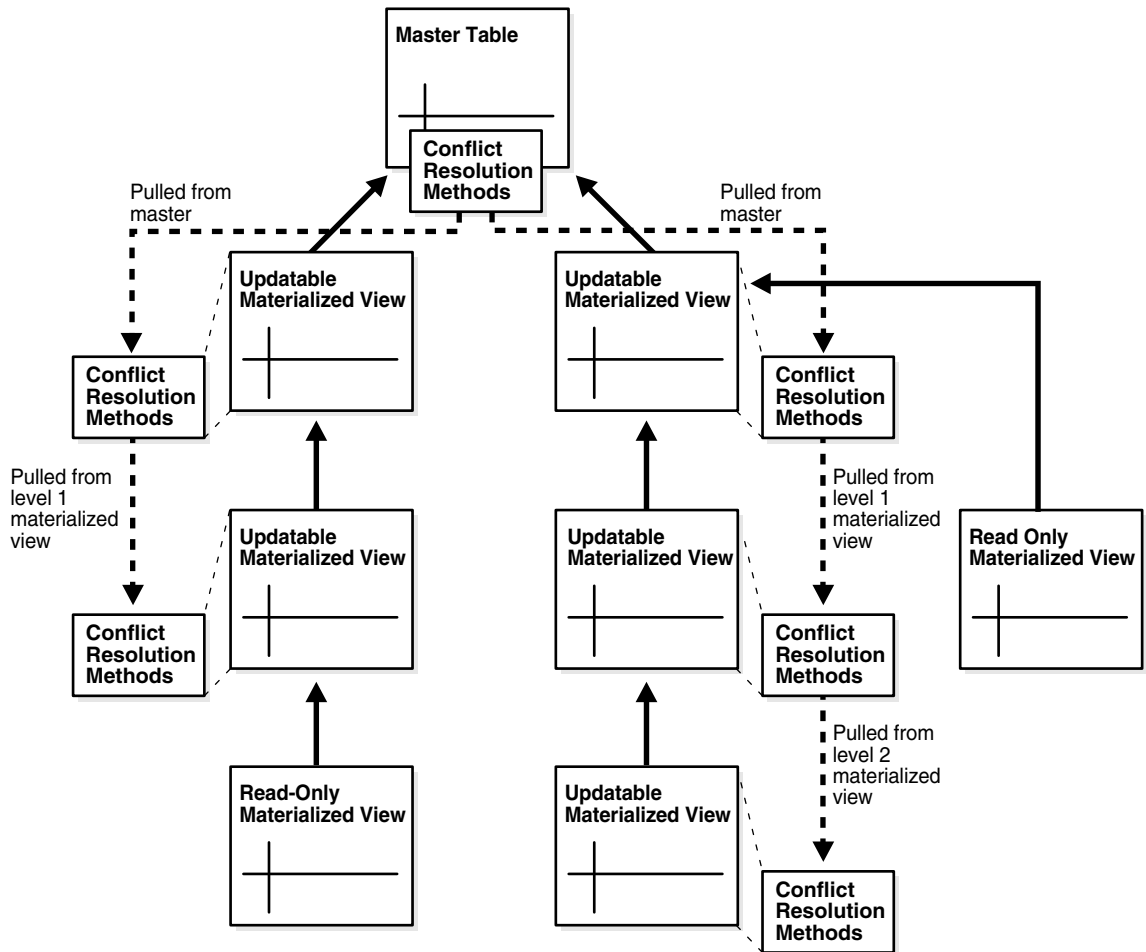 Master Table
Conflict
Resolution
Methods
Pulled from
master
Pulled from
master
Updatable
Materialized View
Updatable
Materialized View
Conflict
Resolution
Methods
Conflict
Resolution
Methods
Pulled from
level 1
materialized
view
Pulled from
level 1
materialized
view
Updatable
Materialized View
Updatable
Materialized View
Read Only
Materialized View
Conflict
Resolution
Methods
Conflict
Resolution
Methods
Pulled from
level 2
materialized
view
Read-Only
Materialized View
Updatable
Materialized View
Conflict
Resolution
Methods